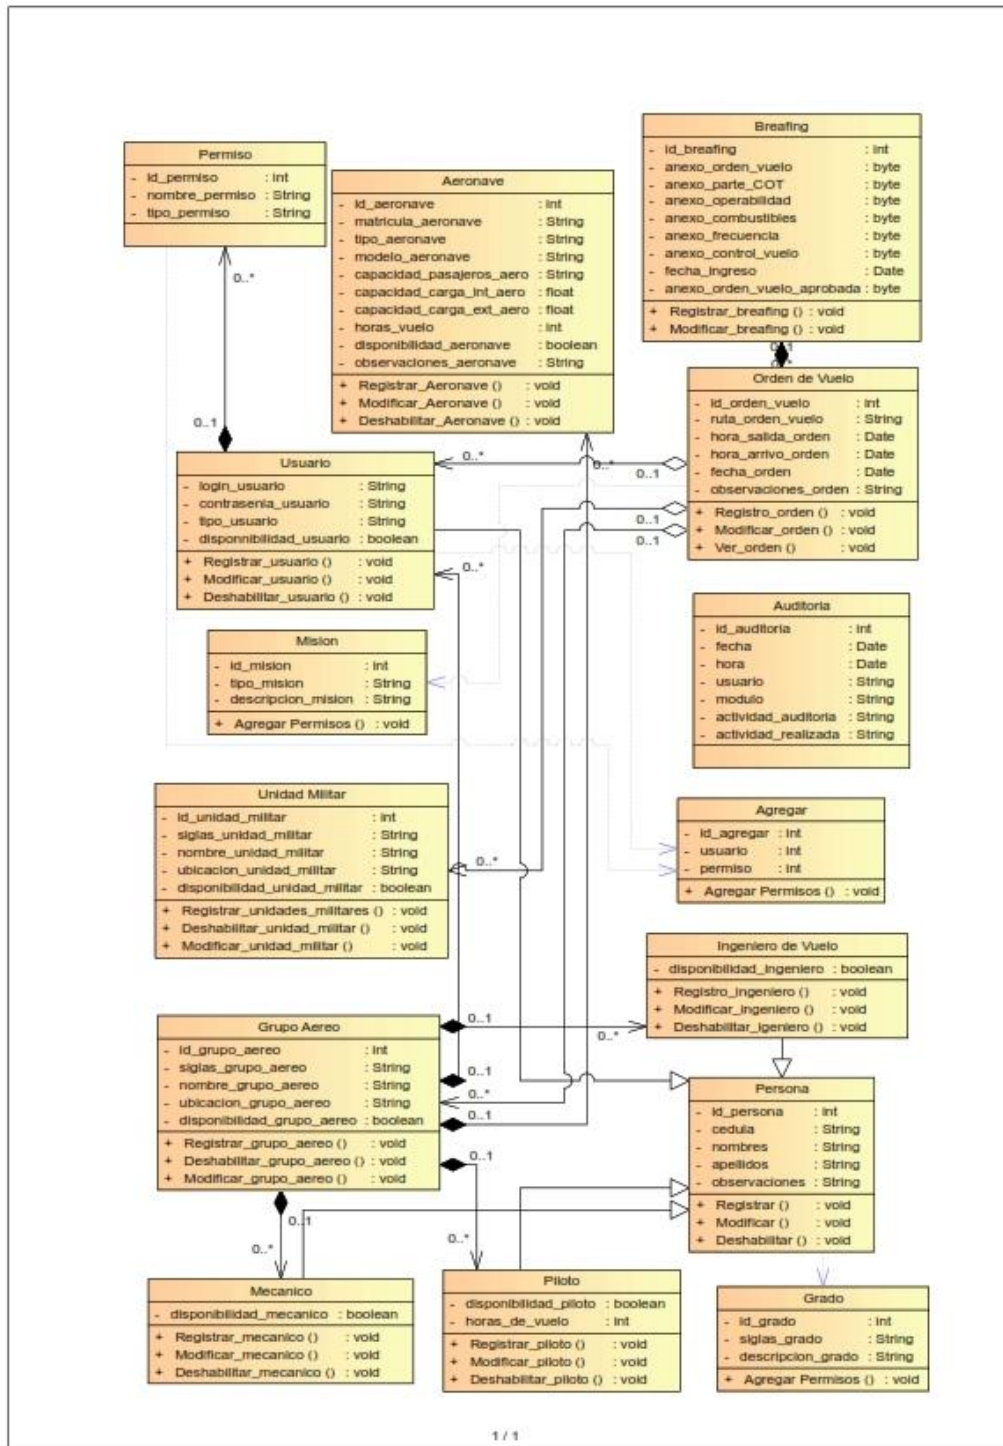 Permiso
- id_permiso : int
- nombre_permiso : String
- tipo_permiso : String
0..*
0..1
Aeronave
- id_aeronave : int
- matricula_aeronave : String
- tipo_aeronave : String
- modelo_aeronave : String
- capacidad_pasajeros_aero : String
- capacidad_carga_int_aero : float
- capacidad_carga_ext_aero : float
- horas_vuelo : int
- disponibilidad_aeronave : boolean
- observaciones_aeronave : String
+ Registrar_Aeronave () : void
+ Modificar_Aeronave () : void
+ Deshabilitar_Aeronave () : void
Breafing
- id_breafing : int
- anexo_orden_vuelo : byte
- anexo_parte_COT : byte
- anexo_operabilidad : byte
- anexo_combustibles : byte
- anexo_frecuencia : byte
- anexo_control_vuelo : byte
- fecha_ingreso : Date
- anexo_orden_vuelo_aprobada : byte
+ Registrar_breafing () : void
+ Modificar_breafing () : void
0..1
0..*
Orden de Vuelo
- id_orden_vuelo : int
- ruta_orden_vuelo : String
- hora_salida_orden : Date
- hora_arrivo_orden : Date
- fecha_orden : Date
- observaciones_orden : String
+ Registro_orden () : void
+ Modificar_orden () : void
+ Ver_orden () : void
0..*
0..*
0..1
0..1
0..1
Usuario
- login_usuario : String
- contrasenia_usuario : String
- tipo_usuario : String
- disponnibilidad_usuario : boolean
+ Registrar_usuario () : void
+ Modificar_usuario () : void
+ Deshabilitar_usuario () : void
0..*
Auditoria
- id_auditoria : int
- fecha : Date
- hora : Date
- usuario : String
- modulo : String
- actividad_auditoria : String
- actividad_realizada : String
Mision
- id_mision : int
- tipo_mision : String
- descripcion_mision : String
+ Agregar Permisos () : void
Unidad Militar
- id_unidad_militar : int
- siglas_unidad_militar : String
- nombre_unidad_militar : String
- ubicacion_unidad_militar : String
- disponibilidad_unidad_militar : boolean
+ Registrar_unidades_militares () : void
+ Deshabilitar_unidad_militar () : void
+ Modificar_unidad_militar () : void
0..*
Agregar
- id_agregar : int
- usuario : int
- permiso : int
+ Agregar Permisos () : void
Ingeniero de Vuelo
- disponibilidad_ingeniero : boolean
+ Registro_ingeniero () : void
+ Modificar_ingeniero () : void
+ Deshabilitar_igeniero () : void
Grupo Aereo
- id_grupo_aereo : int
- siglas_grupo_aereo : String
- nombre_grupo_aereo : String
- ubicacion_grupo_aereo : String
- disponibilidad_grupo_aereo : boolean
+ Registrar_grupo_aereo () : void
+ Deshabilitar_grupo_aereo () : void
+ Modificar_grupo_aereo () : void
0..1
0..*
0..1
0..*
0..1
0..1
0..*
0..1
0..*
Persona
- id_persona : int
- cedula : String
- nombres : String
- apellidos : String
- observaciones : String
+ Registrar () : void
+ Modificar () : void
+ Deshabilitar () : void
Mecanico
- disponibilidad_mecanico : boolean
+ Registrar_mecanico () : void
+ Modificar_mecanico () : void
+ Deshabilitar_mecanico () : void
Piloto
- disponibilidad_piloto : boolean
- horas_de_vuelo : int
+ Registrar_piloto () : void
+ Modificar_piloto () : void
+ Deshabilitar_piloto () : void
Grado
- id_grado : int
- siglas_grado : String
- descripcion_grado : String
+ Agregar Permisos () : void
1 / 1